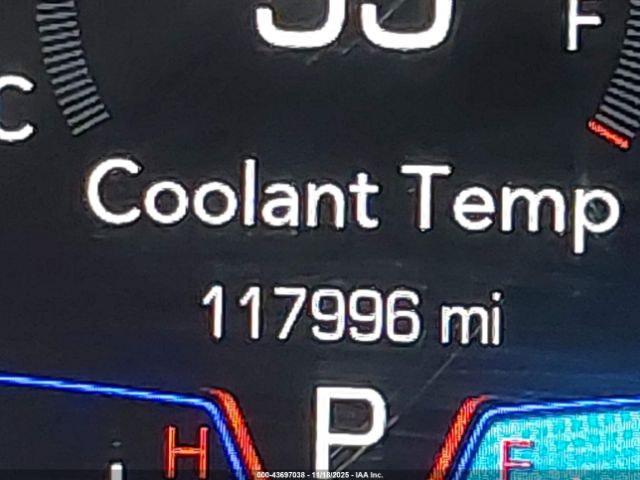 F
C
Coolant Temp
117996 mi
P
H
E
000-43697038 - 11/18/2025 - IAA Inc.